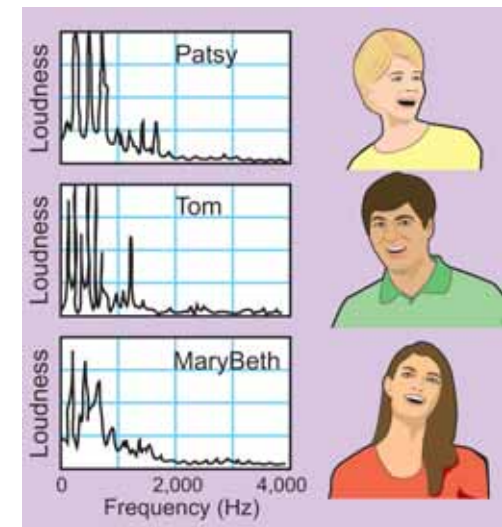 Loudness
Patsy
Loudness
Tom
Loudness
MaryBeth
0 2,000 4,000
Frequency (Hz)